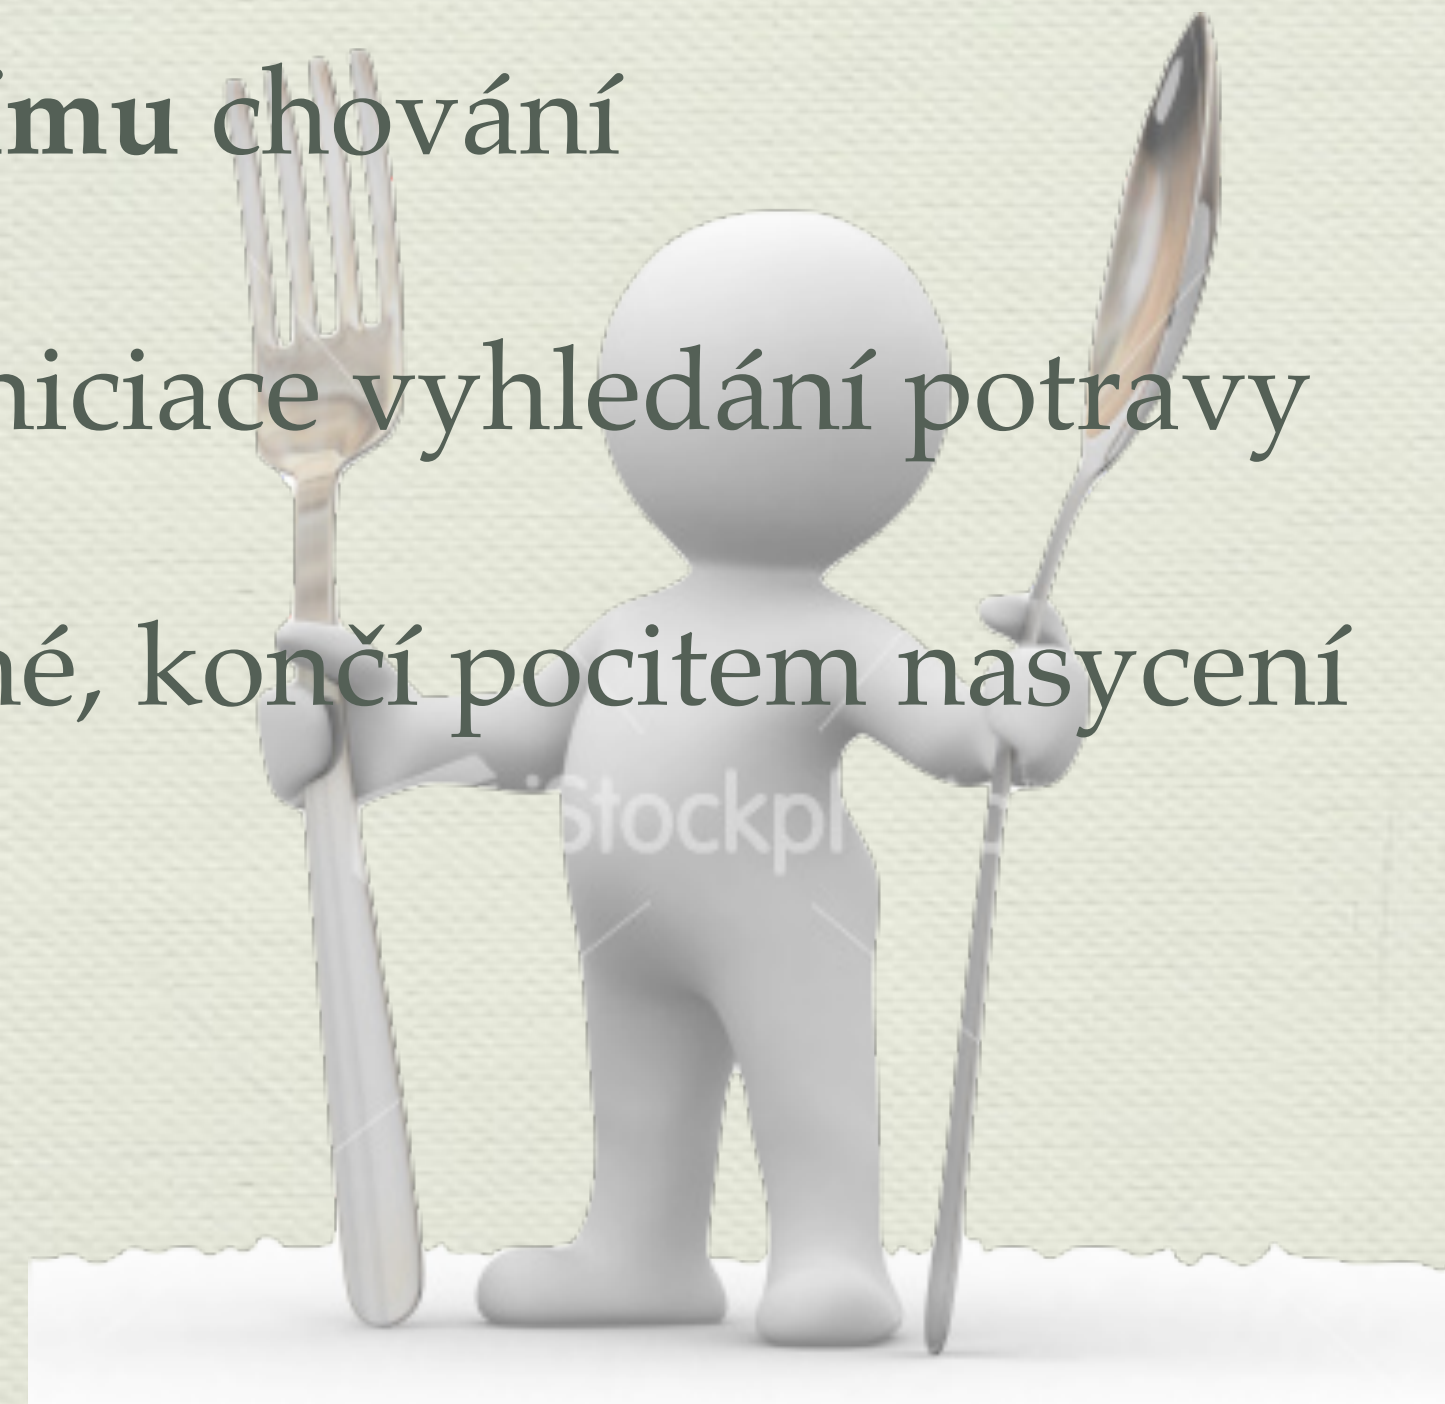 ímu chování
niciace vyhledání potravy
né, končí pocitem nasycení
iStockpl